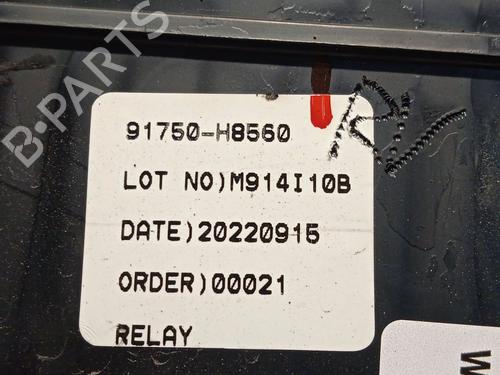 B-PARTS
91750-H8560
LOT NO)M914I10B
DATE)20220915
ORDER)00021
RELAY
W